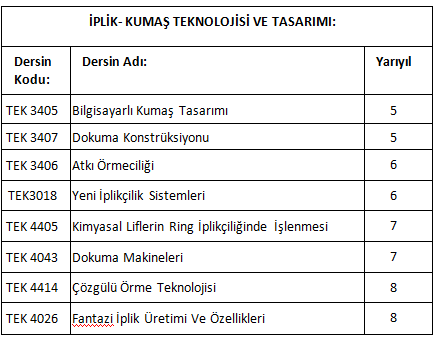 İPLİK- KUMAŞ TEKNOLOJİSİ VE TASARIMI:
Dersin Kodu: Dersin Adı: Yarıyıl
TEK 3405 Bilgisayarlı Kumaş Tasarımı 5
TEK 3407 Dokuma Konstrüksiyonu 5
TEK 3406 Atkı Örmeciliği 6
TEK3018 Yeni İplikçilik Sistemleri 6
TEK 4405 Kimyasal Liflerin Ring İplikçiliğinde İşlenmesi 7
TEK 4043 Dokuma Makineleri 7
TEK 4414 Çözgülü Örme Teknolojisi 8
TEK 4026 Fantazi İplik Üretimi Ve Özellikleri 8